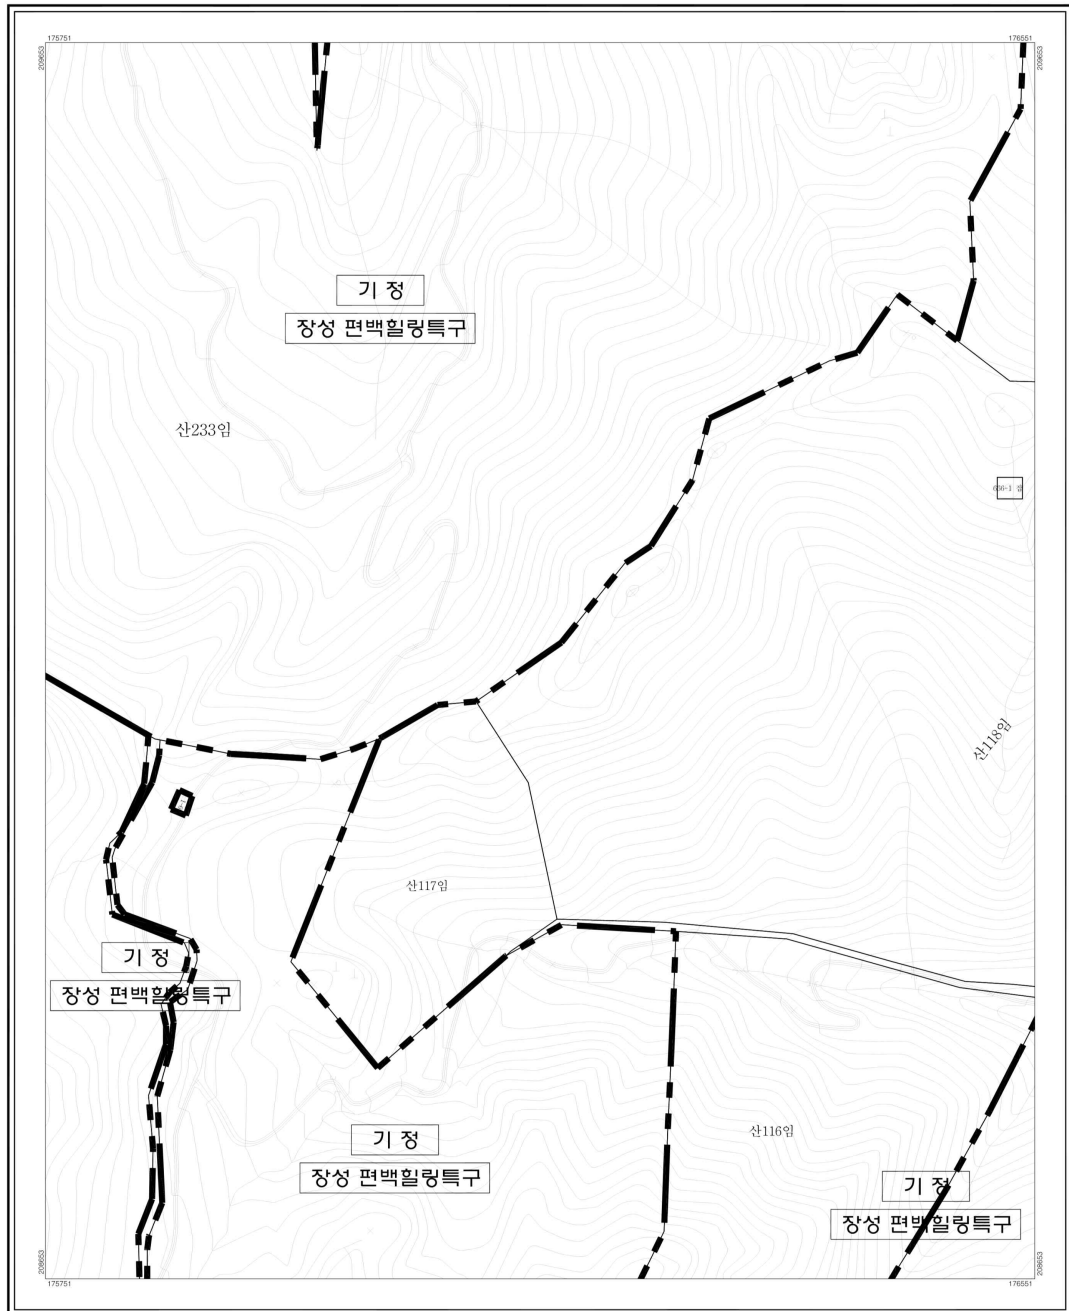 175751
176551
209653
209653
기 정
장성 편백힐링특구
산233임
산118임
산117임
기 정
장성 편백힐링특구
기 정
장성 편백힐링특구
산116임
기 정
장성 편백힐링특구
208653
208653
175751
176551